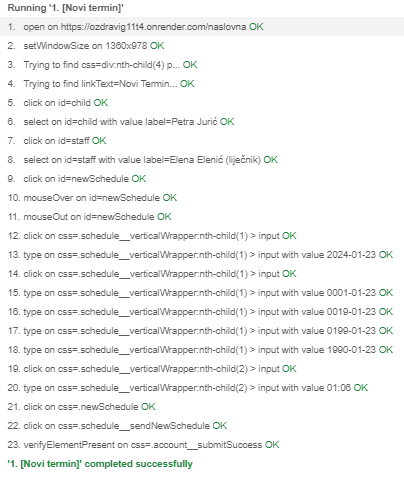 Running '1. [Novi termin]'
1. open on https://ozdravig11t4.onrender.com/naslovna OK
2. setWindowSize on 1360x978 OK
3. Trying to find css=div:nth-child(4) p... OK
4. Trying to find linkText=Novi Termin... OK
5. click on id=child OK
6. select on id=child with value label=Petra Jurić OK
7. click on id=staff OK
8. select on id=staff with value label=Elena Elenić (liječnik) OK
9. click on id=newSchedule OK
10. mouseOver on id=newSchedule OK
11. mouseOut on id=newSchedule OK
12. click on css=.schedule__verticalWrapper:nth-child(1) > input OK
13. type on css=.schedule__verticalWrapper:nth-child(1) > input with value 2024-01-23 OK
14. click on css=.schedule__verticalWrapper:nth-child(1) > input OK
15. type on css=.schedule__verticalWrapper:nth-child(1) > input with value 0001-01-23 OK
16. type on css=.schedule__verticalWrapper:nth-child(1) > input with value 0019-01-23 OK
17. type on css=.schedule__verticalWrapper:nth-child(1) > input with value 0199-01-23 OK
18. type on css=.schedule__verticalWrapper:nth-child(1) > input with value 1990-01-23 OK
19. click on css=.schedule__verticalWrapper:nth-child(2) > input OK
20. type on css=.schedule__verticalWrapper:nth-child(2) > input with value 01:06 OK
21. click on css=.newSchedule OK
22. click on css=.schedule__sendNewSchedule OK
23. verifyElementPresent on css=.account__submitSuccess OK
'1. [Novi termin]' completed successfully